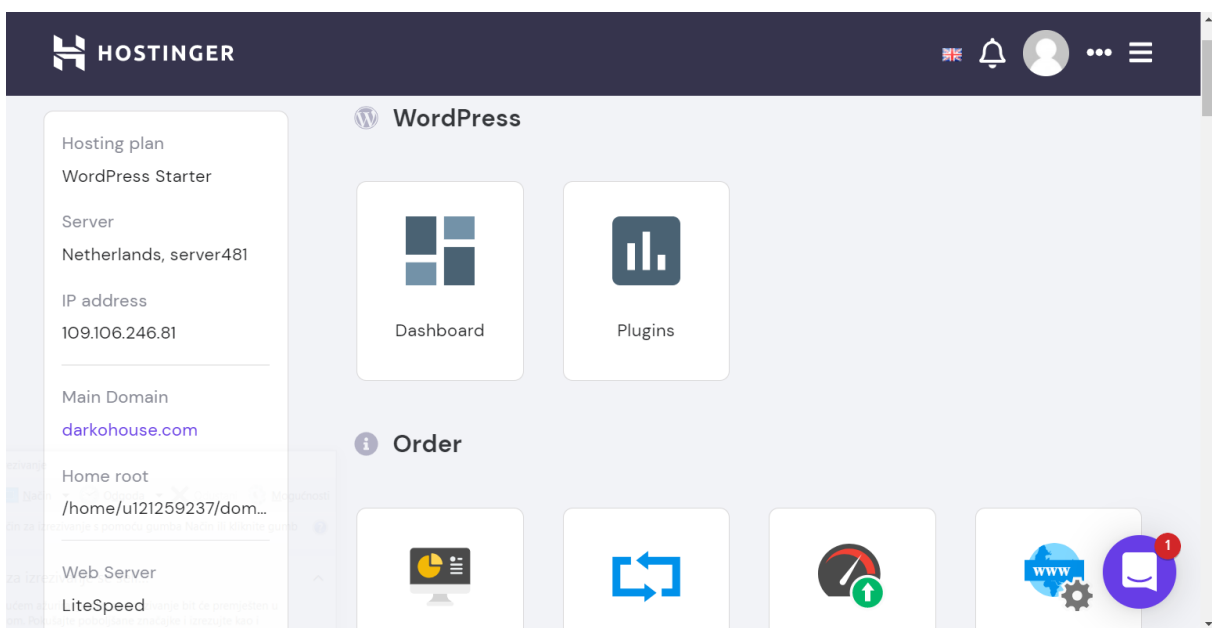 HOSTINGER
Hosting plan
WordPress Starter
Server
Netherlands, server481
IP address
109.106.246.81
Main Domain
darkohouse.com
Home root
/home/u121259237/dom...
Web Server
LiteSpeed
WordPress
Dashboard
Plugins
Order
www
1